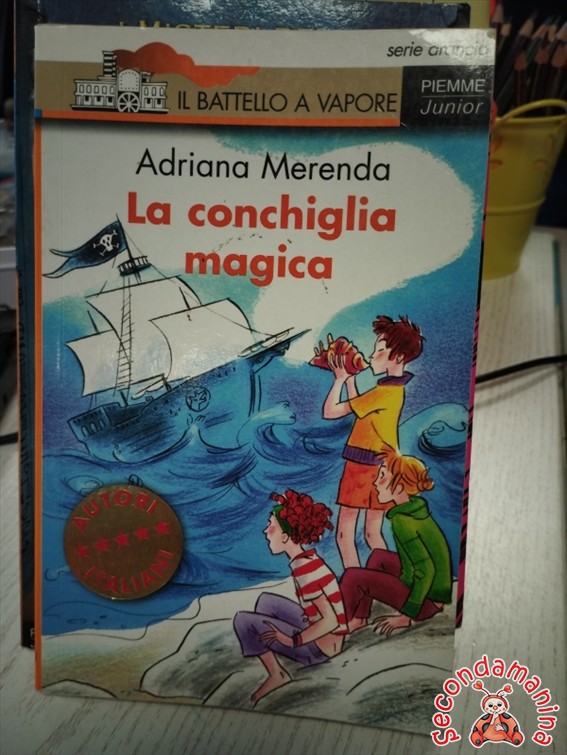 serie arancio
IL BATTELLO A VAPORE
PIEMME
Junior
Adriana Merenda
La conchiglia
magica
AUTORI
ITALIANI
Secondamanina